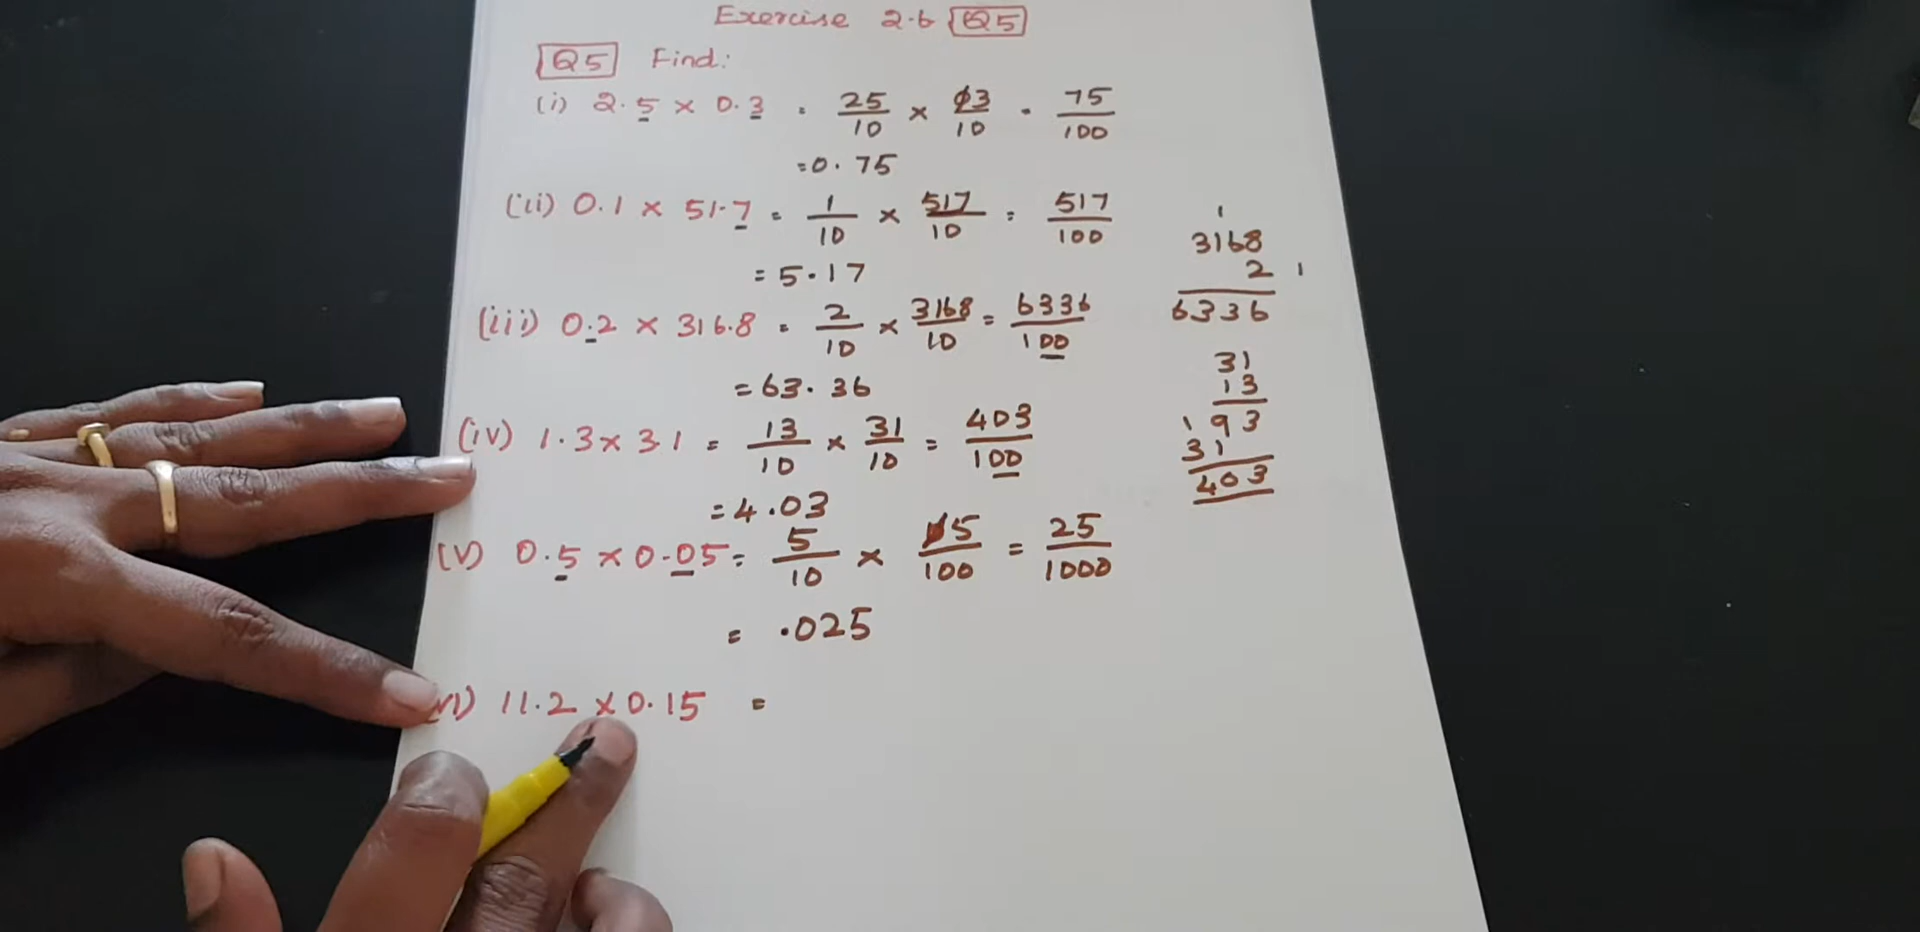 Exercise 2.6 Q5
Q5 Find:
(i) 2.5 × 0.3 = 25/10 × 03/10 = 75/100
= 0.75
(ii) 0.1 × 51.7 = 1/10 × 517/10 = 517/100
= 5.17
(iii) 0.2 × 316.8 = 2/10 × 3168/10 = 6336/100
= 63.36
(iv) 1.3 × 3.1 = 13/10 × 31/10 = 403/100
= 4.03
(v) 0.5 × 0.05 = 5/10 × 05/100 = 25/1000
= .025
(vi) 11.2 × 0.15 =
1
3168
2 1
6336
31
13
1 93
31
403